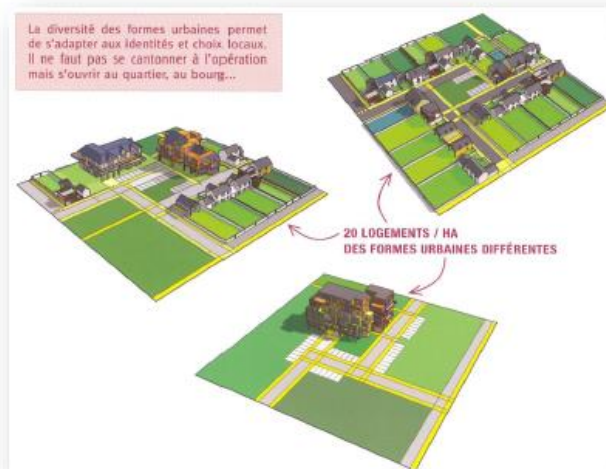 La diversité des formes urbaines permet
de s'adapter aux identités et choix locaux.
Il ne faut pas se cantonner à l'opération
mais s'ouvrir au quartier, au bourg...
20 LOGEMENTS / HA
DES FORMES URBAINES DIFFÉRENTES